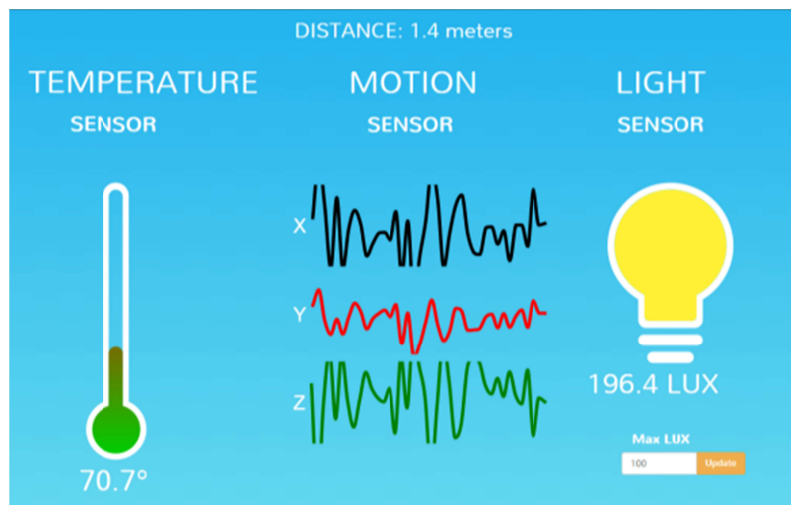 DISTANCE: 1.4 meters
TEMPERATURE
SENSOR
70.7°
MOTION
SENSOR
X
Y
Z
LIGHT
SENSOR
196.4 LUX
Max LUX
100
Update